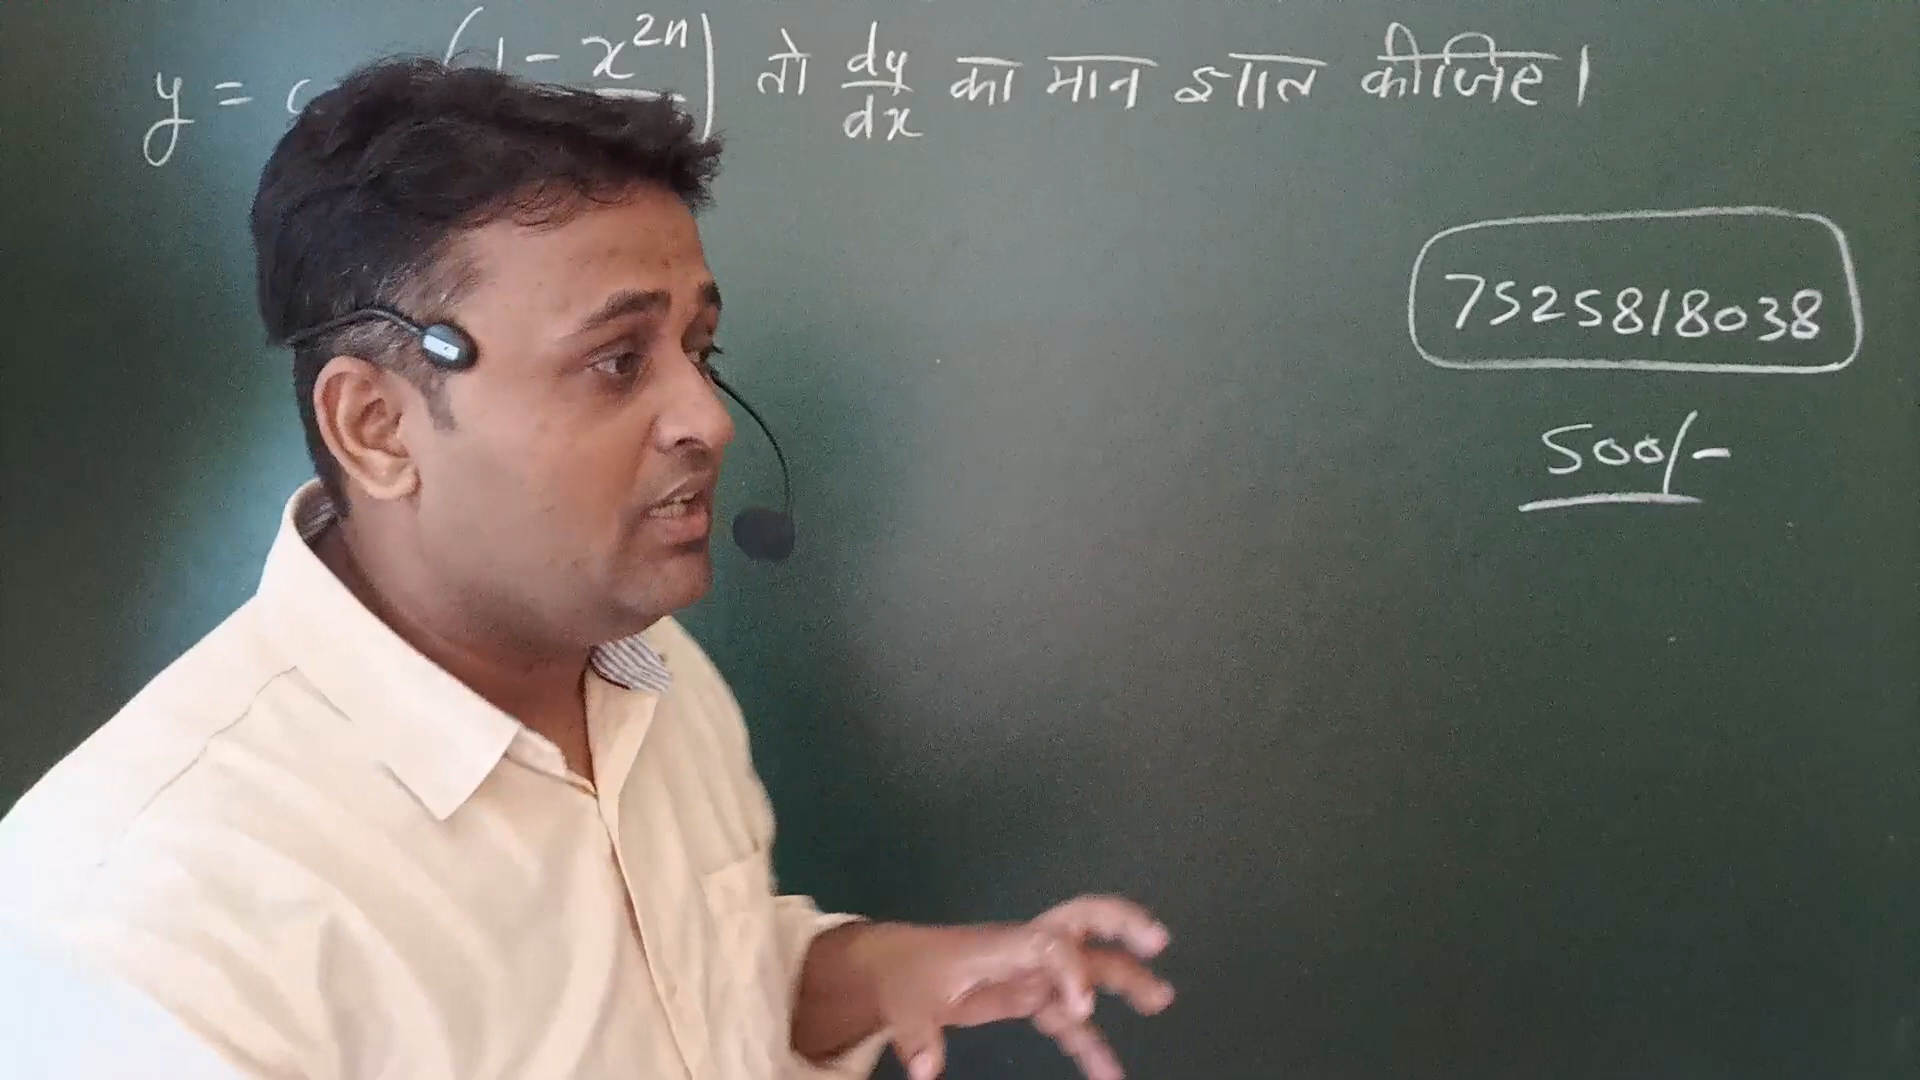 y = c (1 - x^{2n}) तो dy/dx का मान ज्ञात कीजिए।
7525818038
500/-